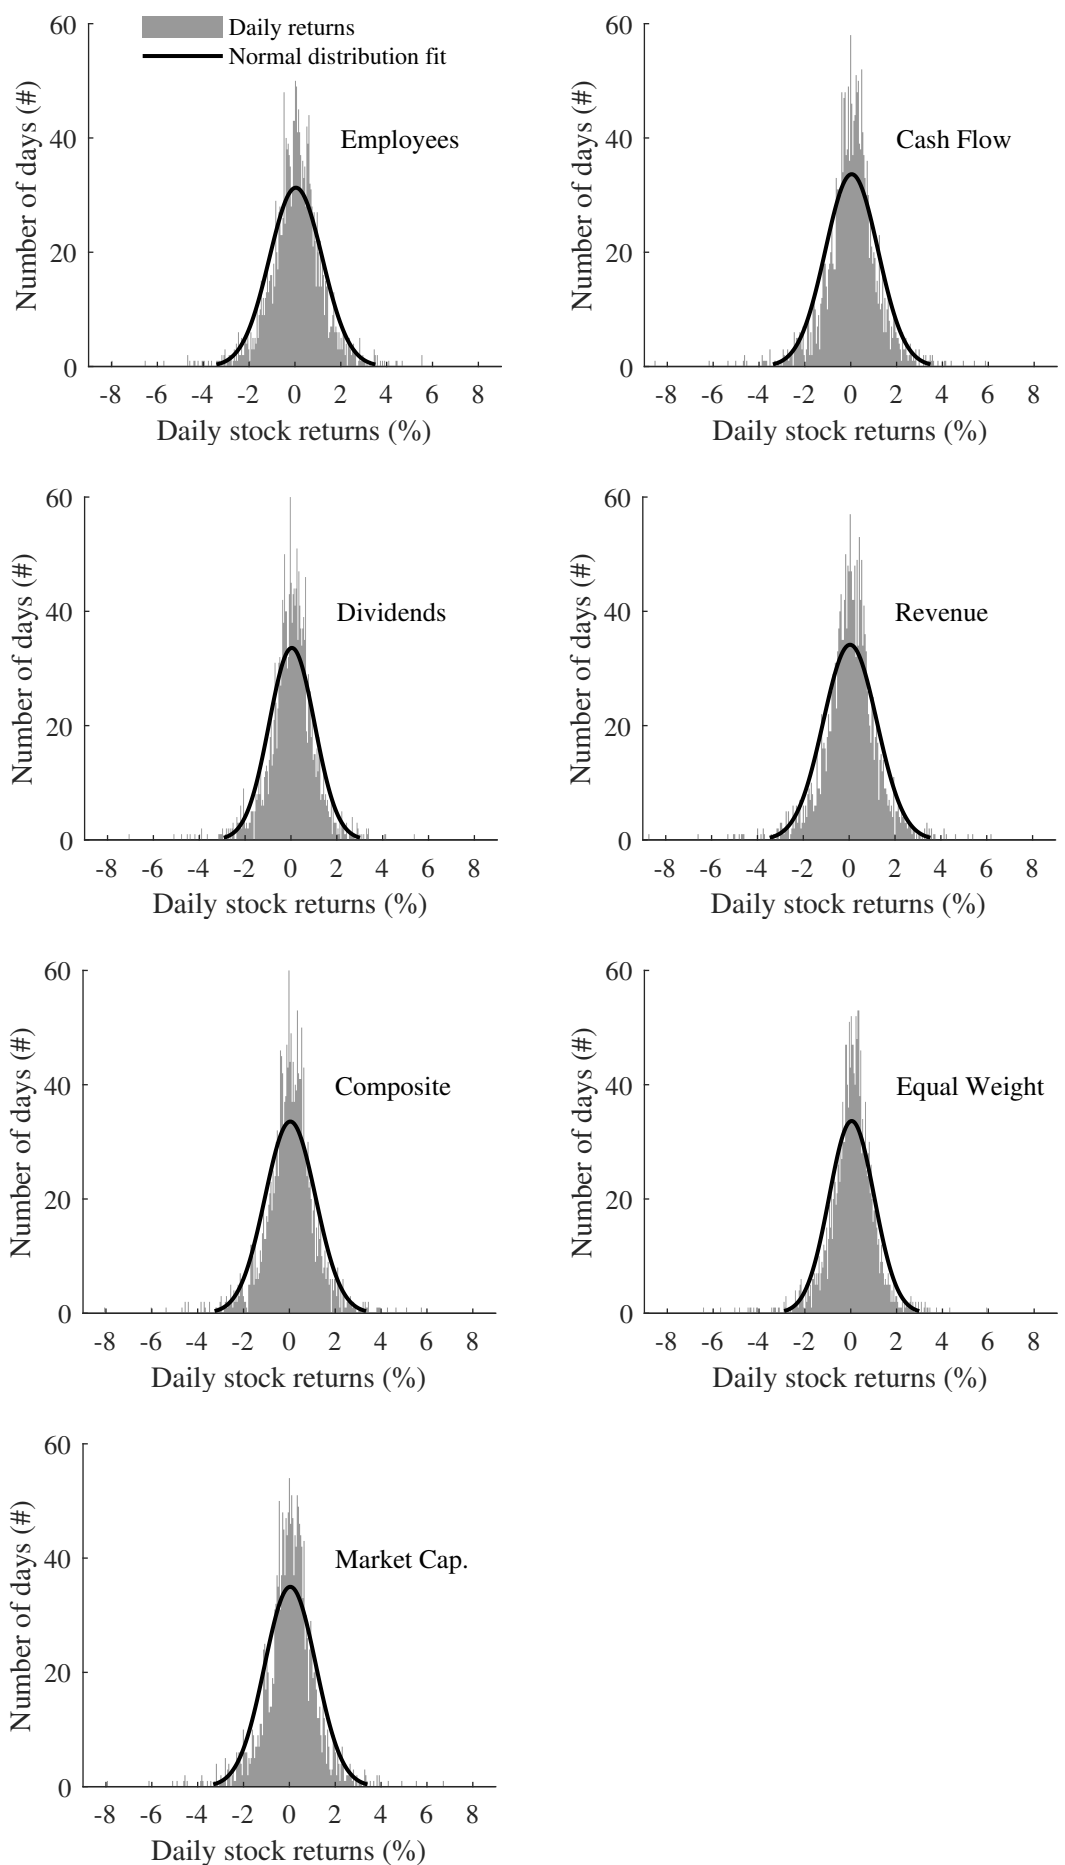 Daily returns
Normal distribution fit
60
40
20
0
Number of days (#)
Employees
-8 -6 -4 -2 0 2 4 6 8
Daily stock returns (%)
60
40
20
0
Number of days (#)
Cash Flow
-8 -6 -4 -2 0 2 4 6 8
Daily stock returns (%)
60
40
20
0
Number of days (#)
Dividends
-8 -6 -4 -2 0 2 4 6 8
Daily stock returns (%)
60
40
20
0
Number of days (#)
Revenue
-8 -6 -4 -2 0 2 4 6 8
Daily stock returns (%)
60
40
20
0
Number of days (#)
Composite
-8 -6 -4 -2 0 2 4 6 8
Daily stock returns (%)
60
40
20
0
Number of days (#)
Equal Weight
-8 -6 -4 -2 0 2 4 6 8
Daily stock returns (%)
60
40
20
0
Number of days (#)
Market Cap.
-8 -6 -4 -2 0 2 4 6 8
Daily stock returns (%)